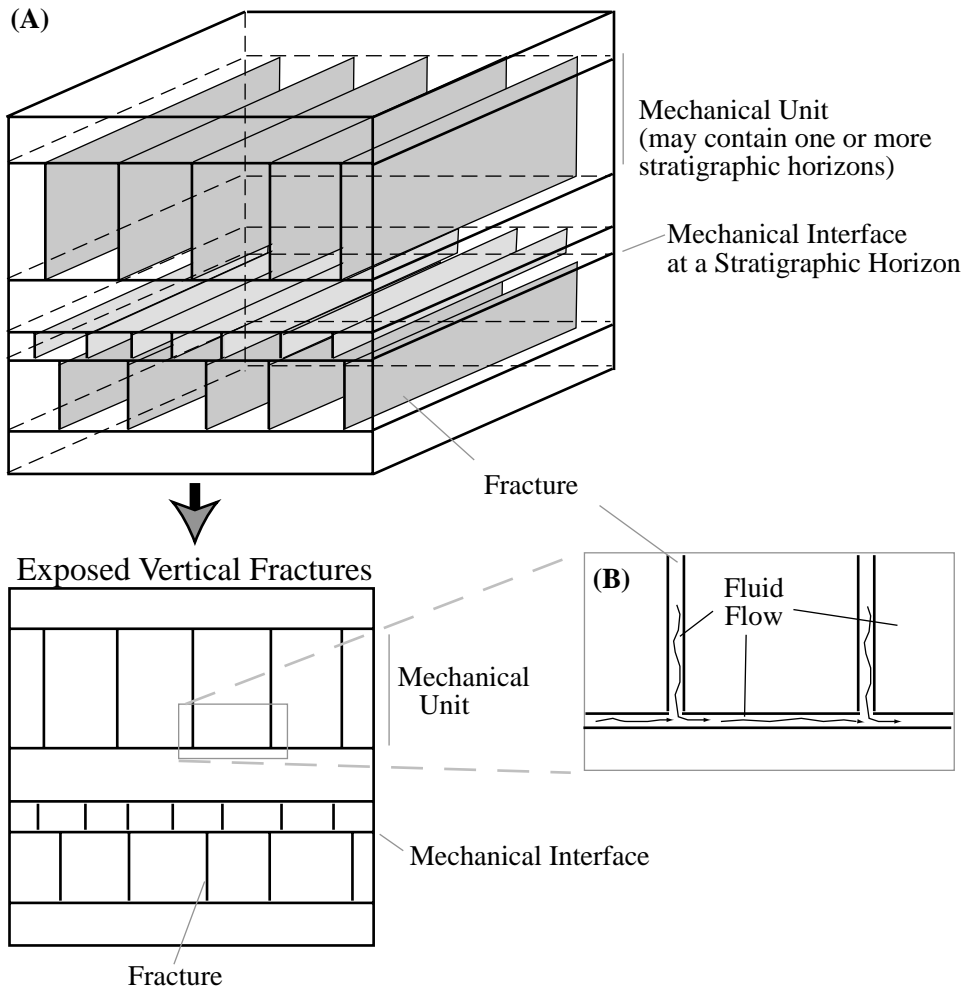 (A)
Mechanical Unit
(may contain one or more
stratigraphic horizons)
Mechanical Interface
at a Stratigraphic Horizon
Fracture
Exposed Vertical Fractures
(B)
Fluid
Flow
Mechanical
Unit
Mechanical Interface
Fracture